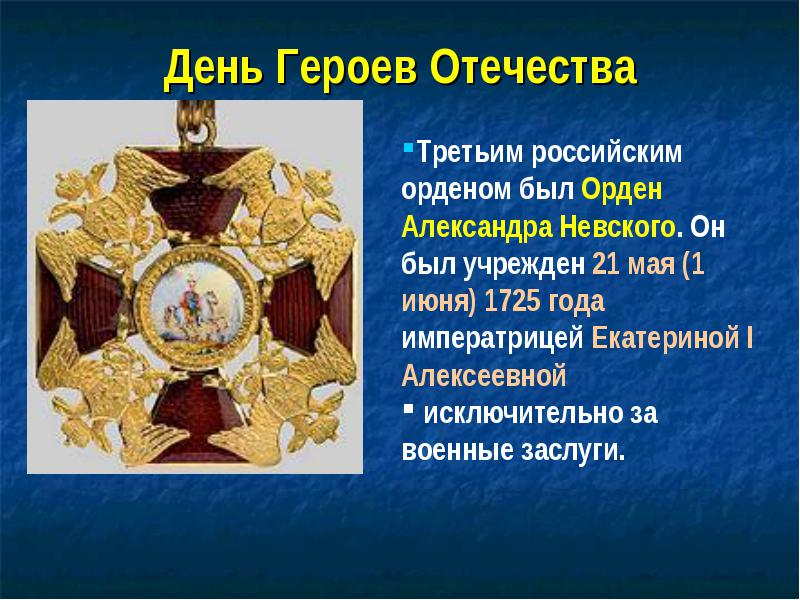 День Героев Отечества
Третьим российским
орденом был Орден
Александра Невского. Он
был учрежден 21 мая (1
июня) 1725 года
императрицей Екатериной I
Алексеевной
исключительно за
военные заслуги.